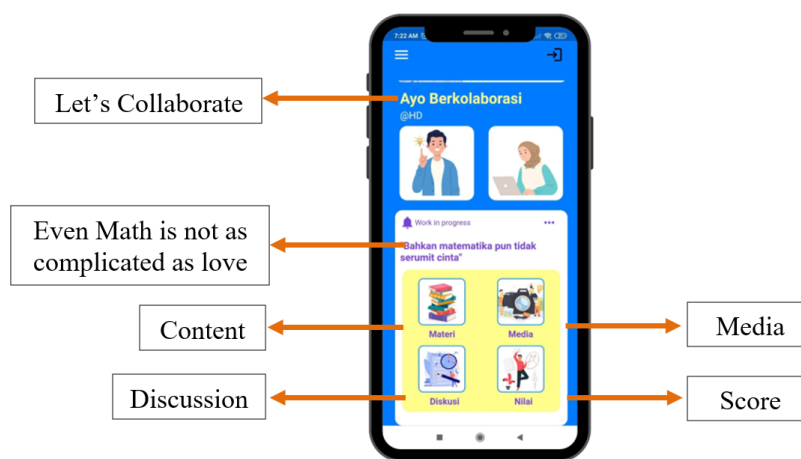 7:22 AM
Ayo Berkolaborasi
@HD
Let's Collaborate
Work in progress
"Bahkan matematika pun tidak
serumit cinta"
Even Math is not as
complicated as love
Materi
Media
Content
Media
Diskusi
Nilai
Discussion
Score